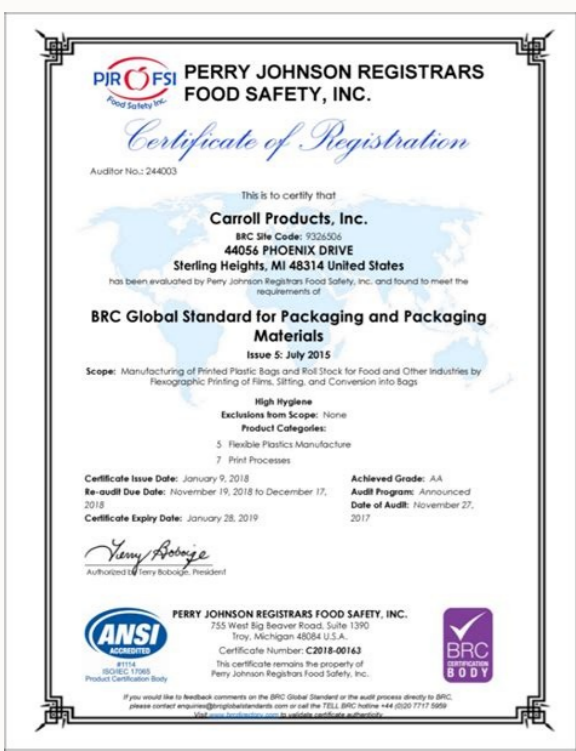 PJR FSI
Food Safety Inc.
PERRY JOHNSON REGISTRARS
FOOD SAFETY, INC.
Certificate of Registration
Auditor No.: 244003
This is to certify that
Carroll Products, Inc.
BRC Site Code: 9326506
44056 PHOENIX DRIVE
Sterling Heights, MI 48314 United States
has been evaluated by Perry Johnson Registrars Food Safety, Inc. and found to meet the
requirements of
BRC Global Standard for Packaging and Packaging
Materials
Issue 5: July 2015
Scope: Manufacturing of Printed Plastic Bags and Roll Stock for Food and Other Industries by
Flexographic Printing of Films, Slitting, and Conversion into Bags
High Hygiene
Exclusions from Scope: None
Product Categories:
5 Flexible Plastics Manufacture
7 Print Processes
Certificate Issue Date: January 9, 2018
Re-audit Due Date: November 19, 2018 to December 17,
2018
Certificate Expiry Date: January 28, 2019
Achieved Grade: AA
Audit Program: Announced
Date of Audit: November 27,
2017
Terry Boboige
Authorized by Terry Boboige, President
ANSI
ACCREDITED
#1114
ISO/IEC 17065
Product Certification Body
PERRY JOHNSON REGISTRARS FOOD SAFETY, INC.
755 West Big Beaver Road, Suite 1390
Troy, Michigan 48084 U.S.A.
Certificate Number: C2018-00163
This certificate remains the property of
Perry Johnson Registrars Food Safety, Inc.
BRC
CERTIFICATION
BODY
If you would like to feedback comments on the BRC Global Standard or the audit process directly to BRC,
please contact enquiries@brcglobalstandards.com or call the TELL BRC hotline +44 (0)20 7717 5959
Visit www.brcdirectory.com to validate certificate authenticity